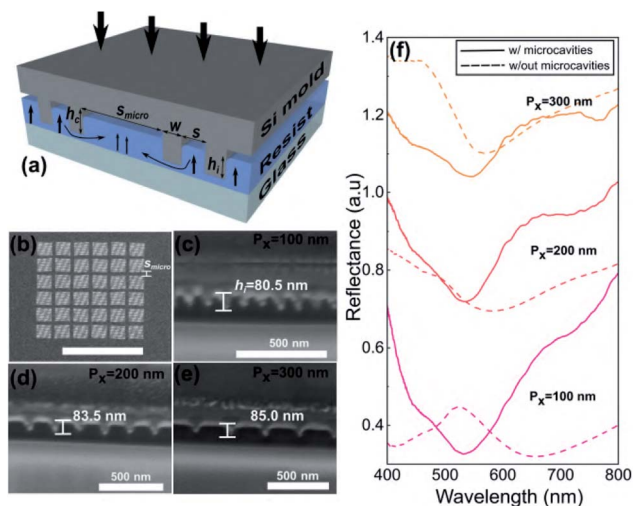 (a)
Si mold
Resist
Glass
h_c
s_micro
w
s
h_i
(b)
s_micro
(c)
P_X=100 nm
h_i=80.5 nm
500 nm
(d)
P_X=200 nm
83.5 nm
500 nm
(e)
P_X=300 nm
85.0 nm
500 nm
(f)
w/ microcavities
w/out microcavities
P_X=300 nm
P_X=200 nm
P_X=100 nm
Reflectance (a.u)
1.4
1.2
1.0
0.8
0.6
0.4
400 500 600 700 800
Wavelength (nm)